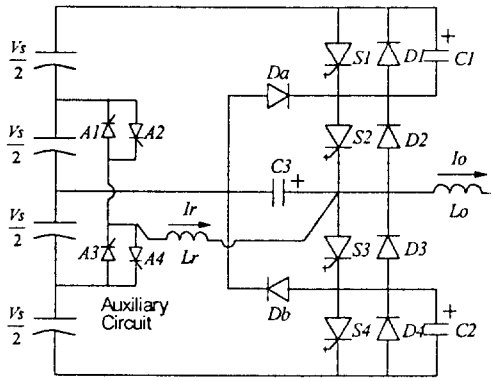 Vs
2
S1
D1
+
C1
Da
Vs
2
A1
A2
S2
D2
C3
+
Io
Lo
Vs
2
Ir
Lr
A3
A4
S3
D3
Auxiliary
Circuit
Db
+
C2
Vs
2
S4
D4